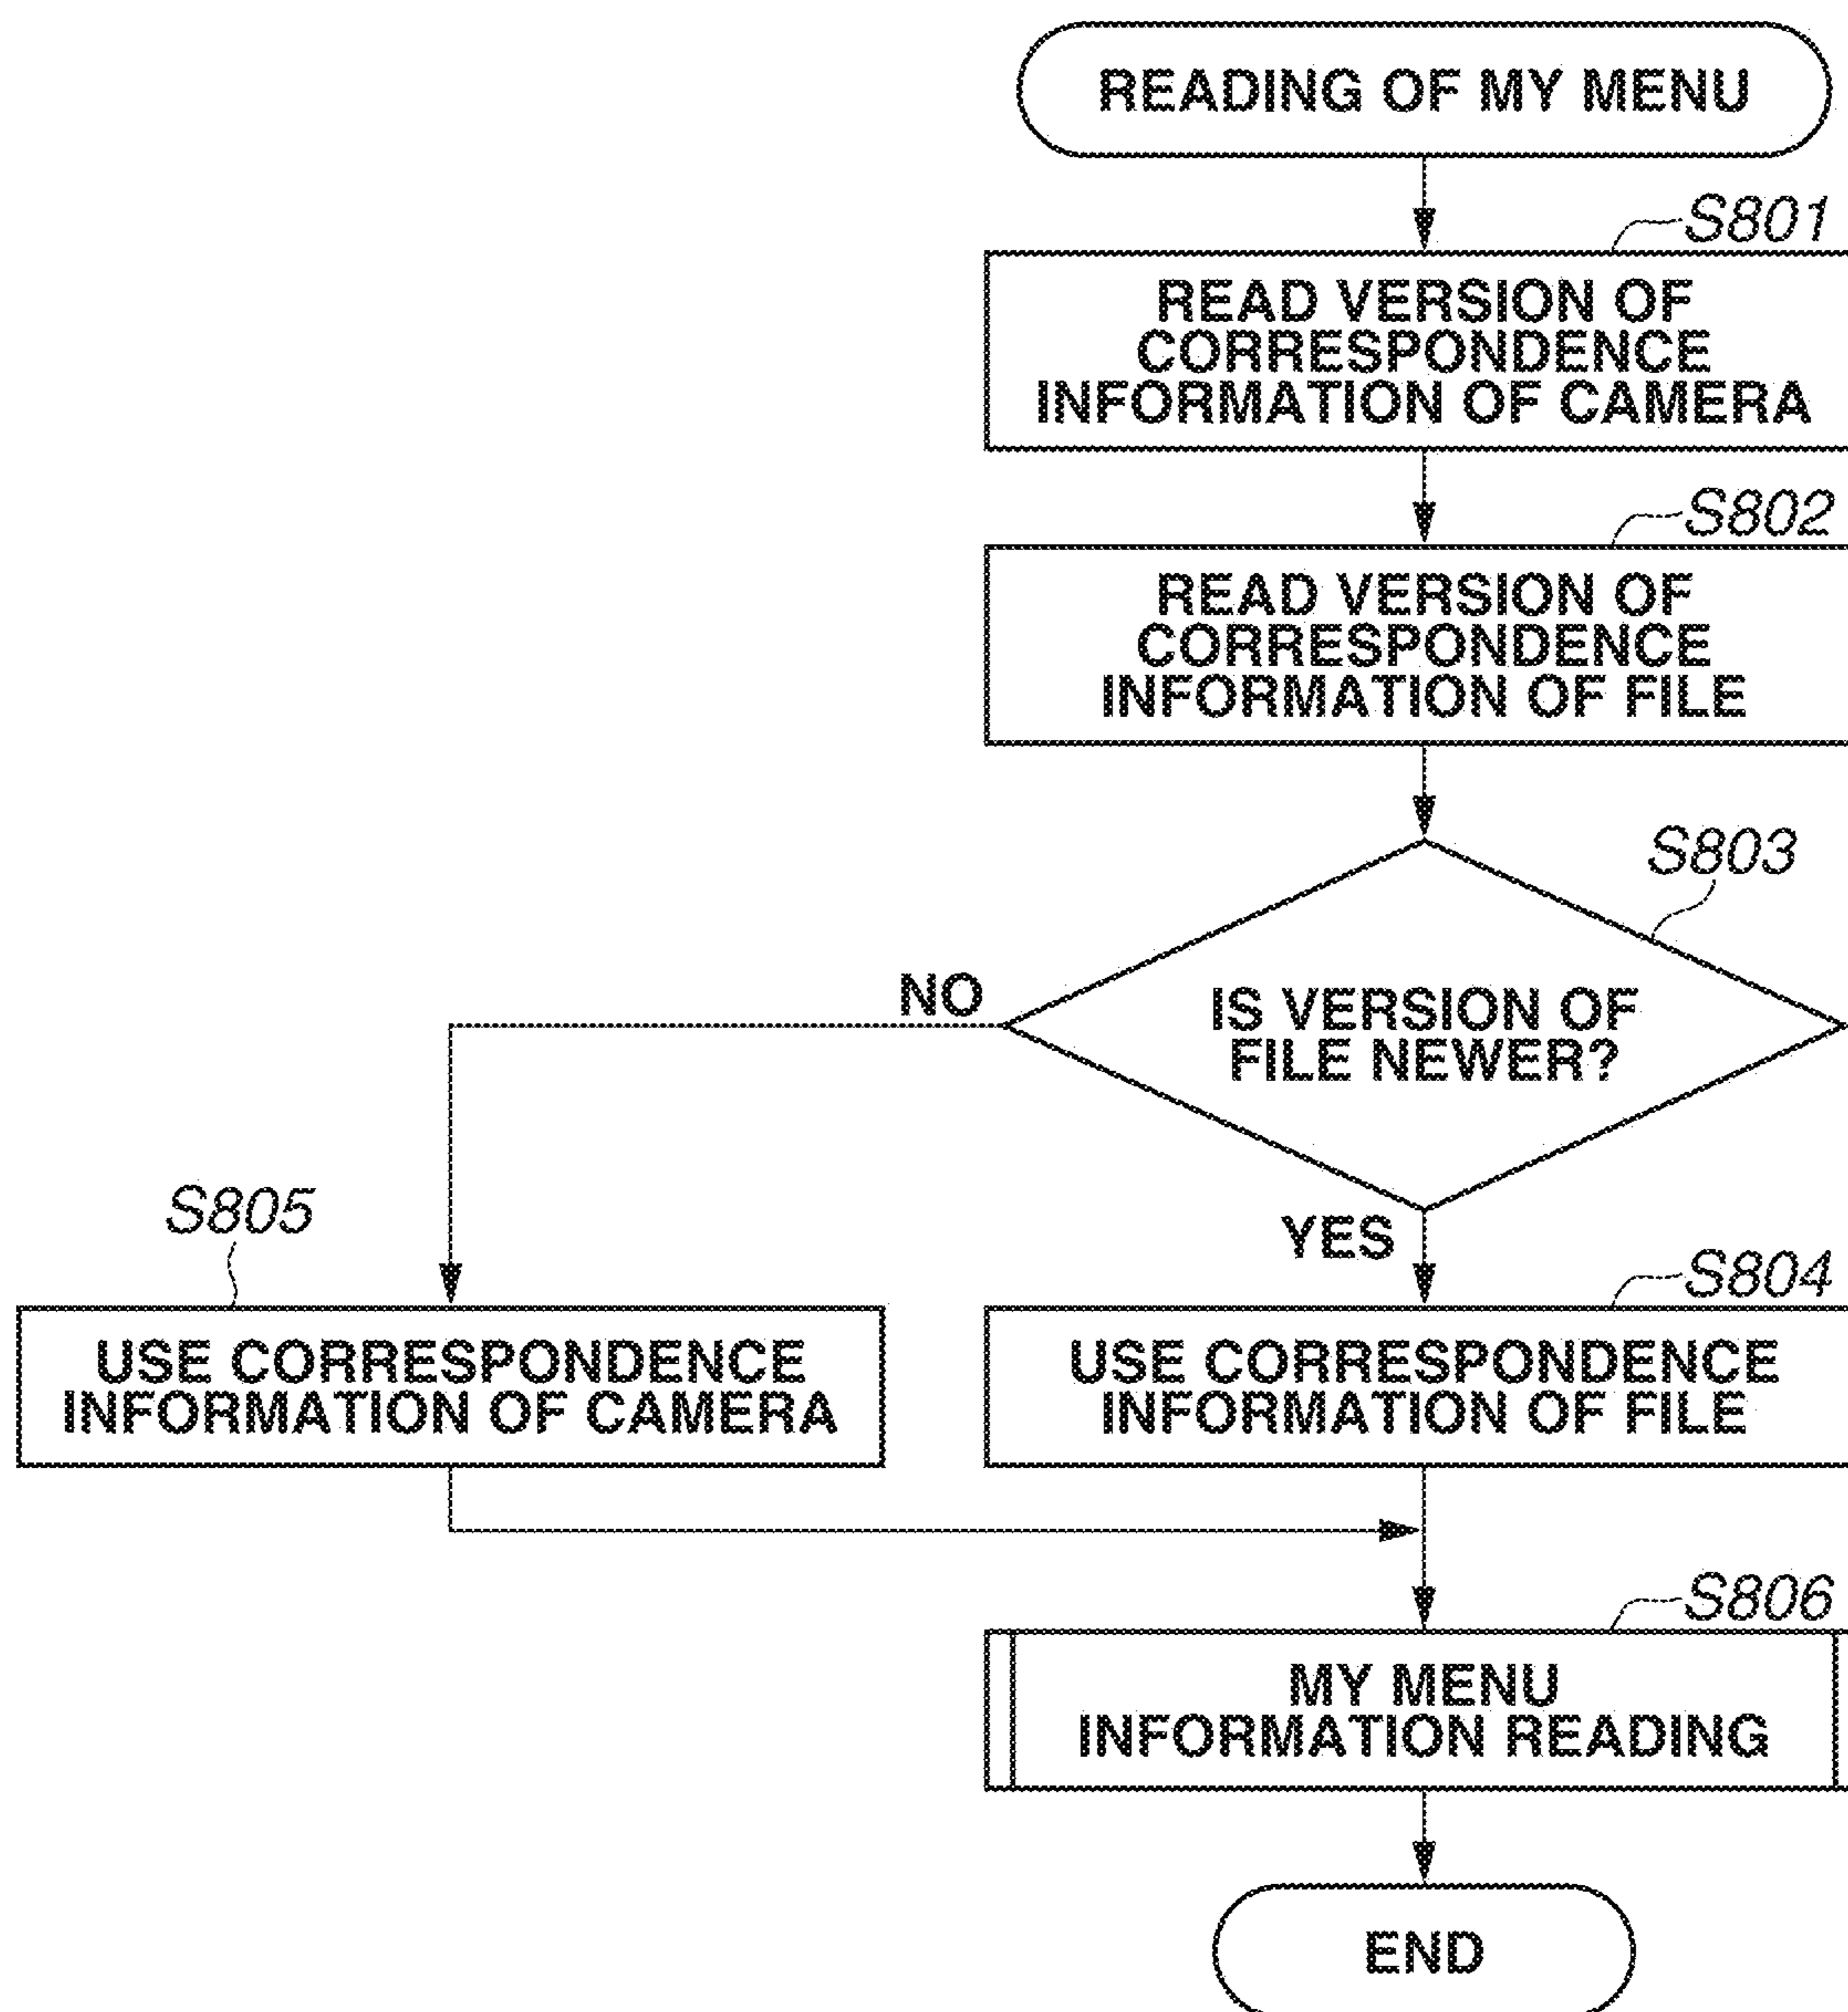 READING OF MY MENU
S801
READ VERSION OF
CORRESPONDENCE
INFORMATION OF CAMERA
S802
READ VERSION OF
CORRESPONDENCE
INFORMATION OF FILE
S803
IS VERSION OF
FILE NEWER?
NO
YES
S805
USE CORRESPONDENCE
INFORMATION OF CAMERA
S804
USE CORRESPONDENCE
INFORMATION OF FILE
S806
MY MENU
INFORMATION READING
END